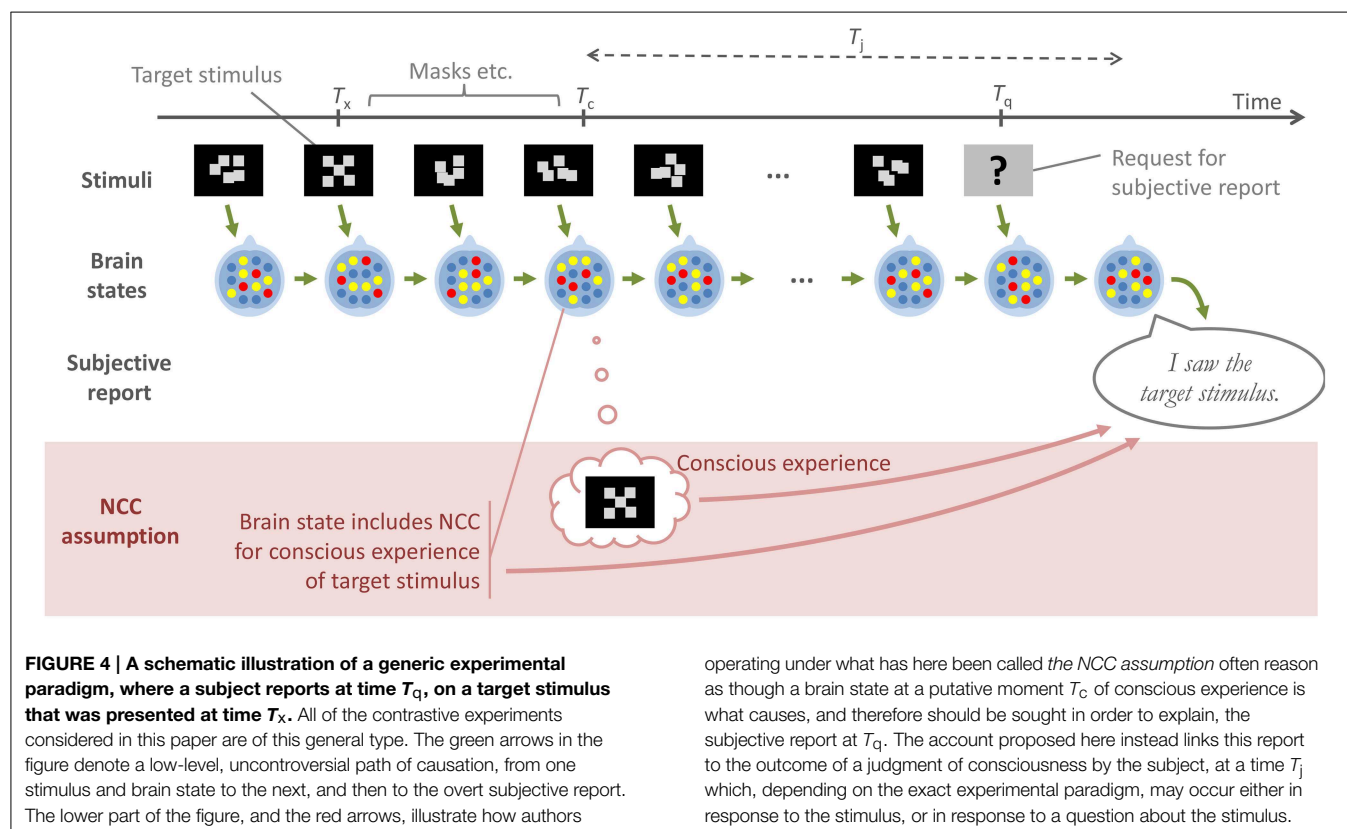 Tj
Target stimulus
Masks etc.
Tx
Tc
Tq
Time
Stimuli
...
?
Request for
subjective report
Brain
states
...
Subjective
report
I saw the
target stimulus.
NCC
assumption
Conscious experience
Brain state includes NCC
for conscious experience
of target stimulus
FIGURE 4 | A schematic illustration of a generic experimental
paradigm, where a subject reports at time Tq, on a target stimulus
that was presented at time Tx. All of the contrastive experiments
considered in this paper are of this general type. The green arrows in the
figure denote a low-level, uncontroversial path of causation, from one
stimulus and brain state to the next, and then to the overt subjective report.
The lower part of the figure, and the red arrows, illustrate how authors
operating under what has here been called the NCC assumption often reason
as though a brain state at a putative moment Tc of conscious experience is
what causes, and therefore should be sought in order to explain, the
subjective report at Tq. The account proposed here instead links this report
to the outcome of a judgment of consciousness by the subject, at a time Tj
which, depending on the exact experimental paradigm, may occur either in
response to the stimulus, or in response to a question about the stimulus.